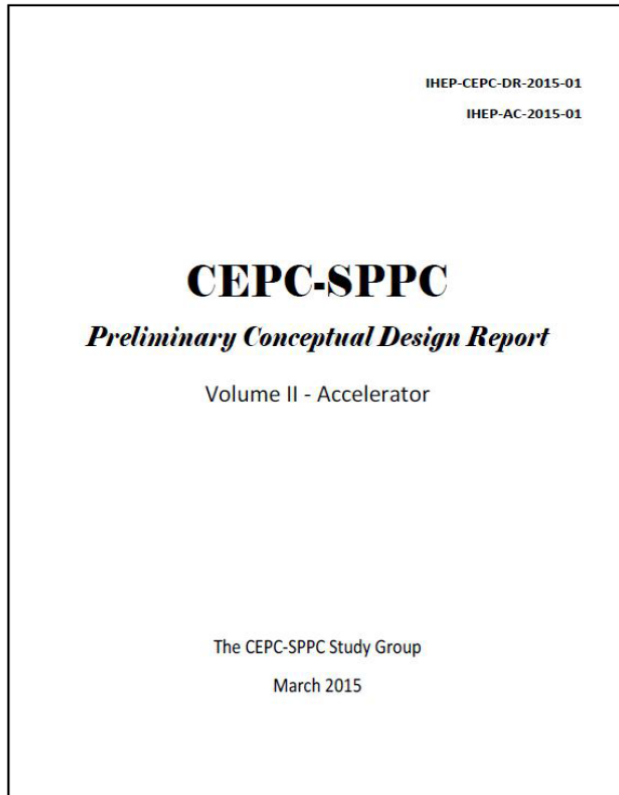 IHEP-CEPC-DR-2015-01
IHEP-AC-2015-01
CEPC-SPPC
Preliminary Conceptual Design Report
Volume II - Accelerator
The CEPC-SPPC Study Group
March 2015